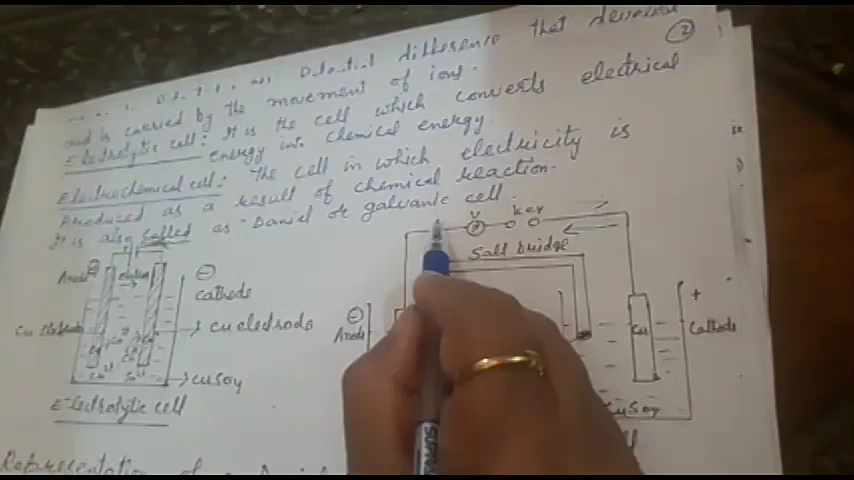 difference that
2
and is carried by the movement of ions.
Electrolytic cell: It is the cell which converts electrical
energy into chemical energy.
Electrochemical cell: The cell in which electricity is
Produced as a result of chemical reaction.
It is also called as Daniel or galvanic cell.
V Key
Salt bridge
Anode
cathode
cu electrode
CuSO4
Electrolytic cell
Anode
Cu
+
Cathode
CuSO4
Representation of a